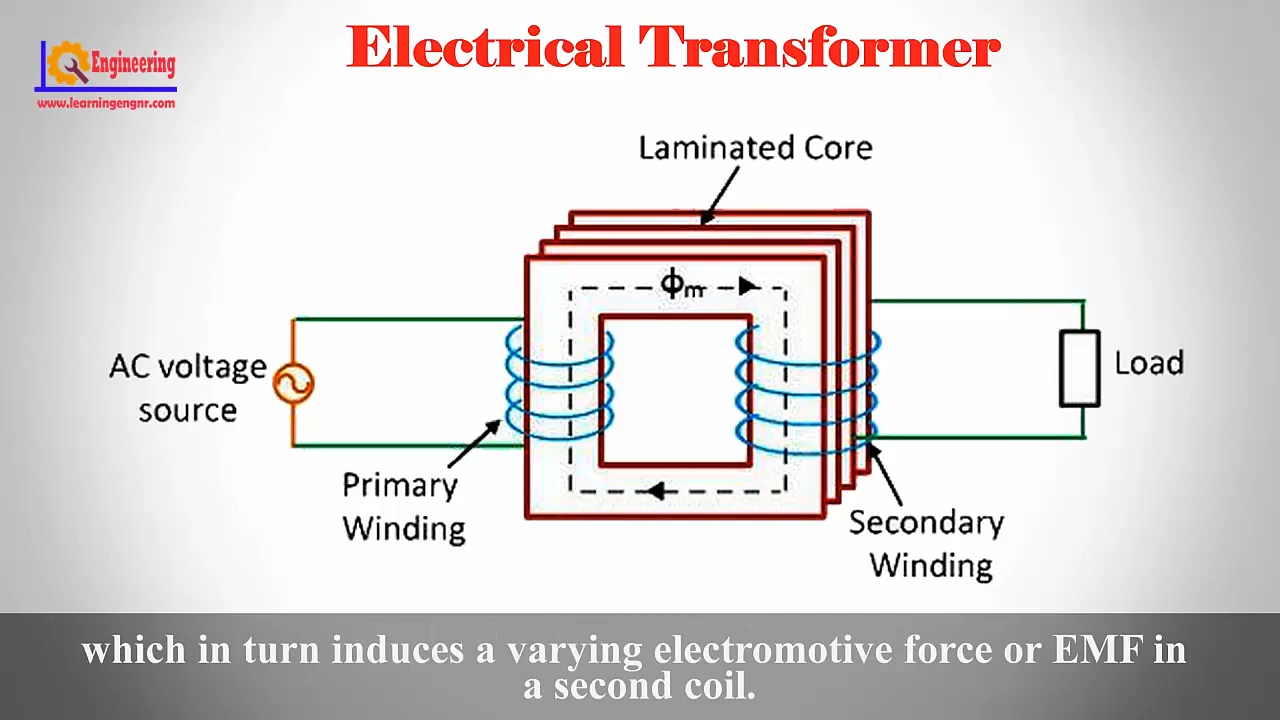 Electrical Transformer
Engineering
www.learningengnr.com
Laminated Core
ϕm
AC voltage
source
Load
Primary
Winding
Secondary
Winding
which in turn induces a varying electromotive force or EMF in
a second coil.